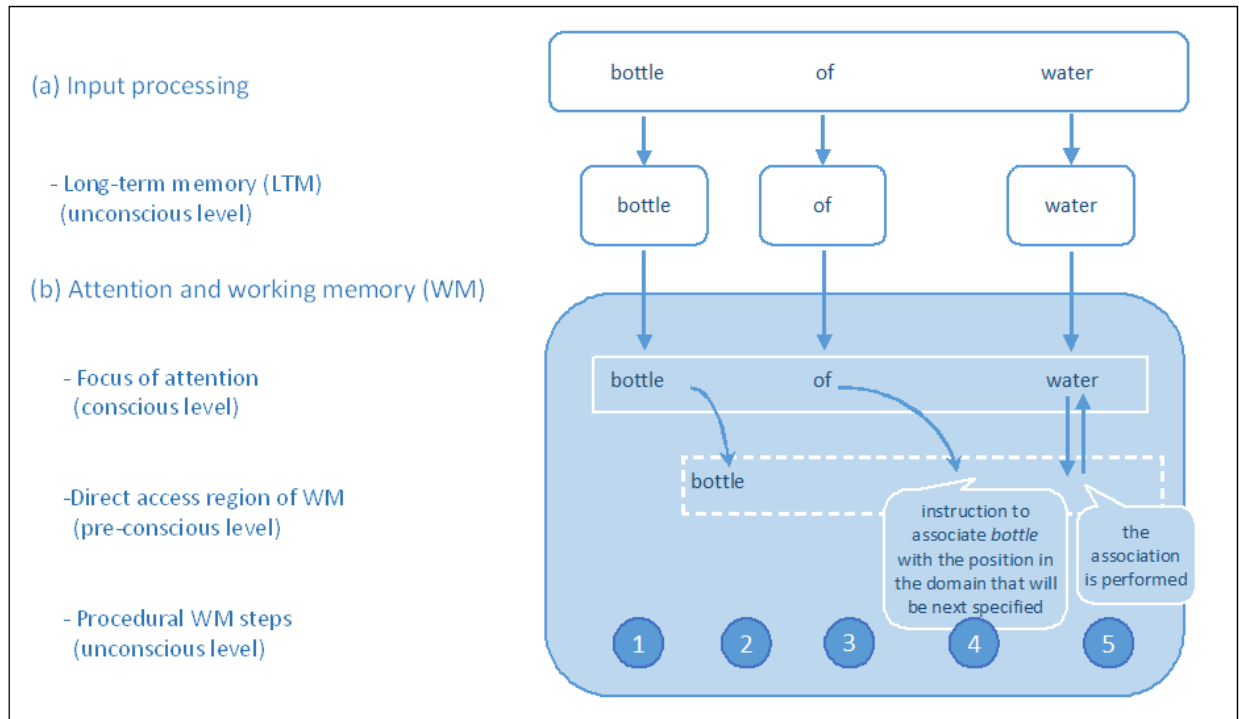 (a) Input processing
bottle of water
- Long-term memory (LTM)
(unconscious level)
bottle of water
(b) Attention and working memory (WM)
- Focus of attention
(conscious level)
bottle of water
-Direct access region of WM
(pre-conscious level)
bottle
instruction to
associate bottle
with the position in
the domain that will
be next specified
the
association
is performed
- Procedural WM steps
(unconscious level)
1 2 3 4 5